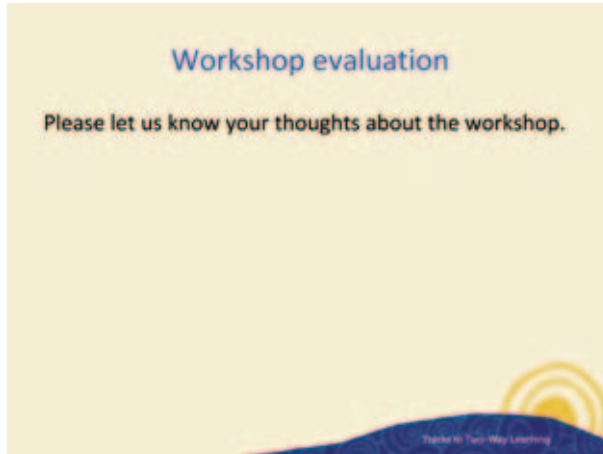 Workshop evaluation
Please let us know your thoughts about the workshop.
Tracks to Two-Way Learning